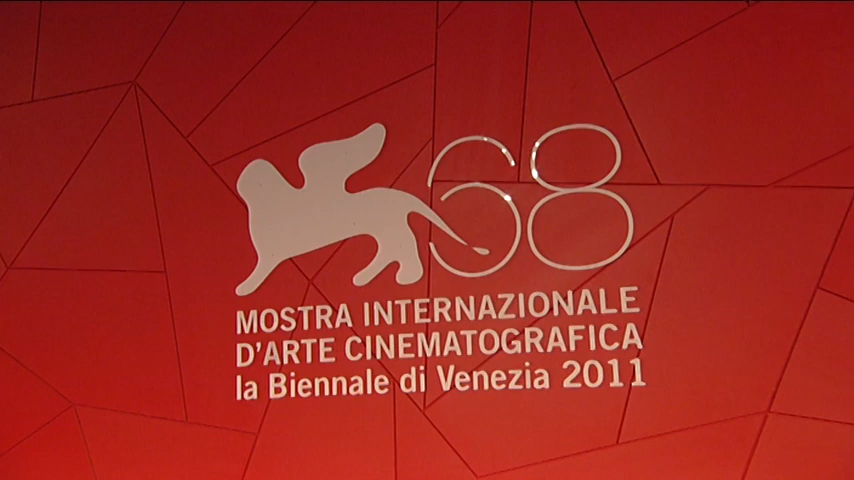 68
MOSTRA INTERNAZIONALE
D'ARTE CINEMATOGRAFICA
la Biennale di Venezia 2011